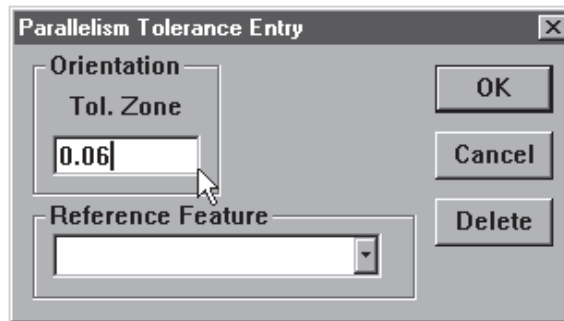 Parallelism Tolerance Entry
Orientation
Tol. Zone
0.06
Reference Feature
OK
Cancel
Delete